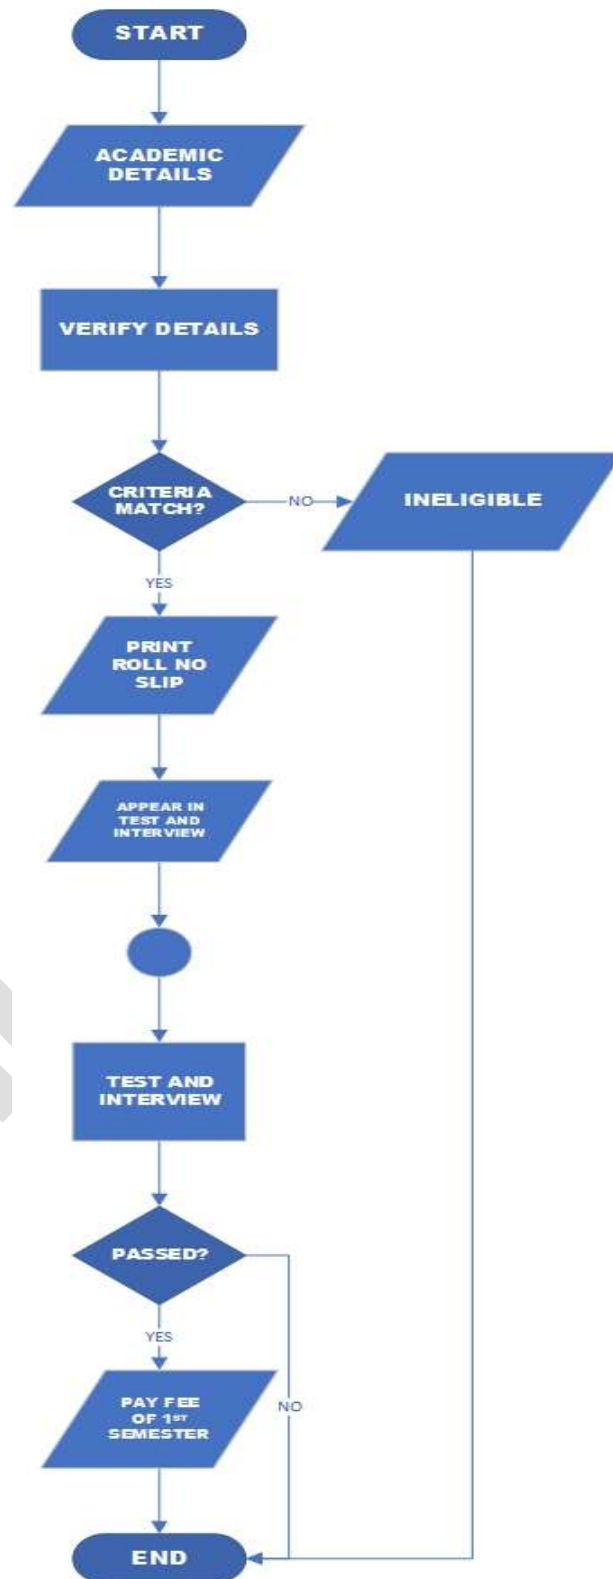 START
ACADEMIC
DETAILS
VERIFY DETAILS
CRITERIA
MATCH?
NO
INELIGIBLE
YES
PRINT
ROLL NO
SLIP
APPEAR IN
TEST AND
INTERVIEW
TEST AND
INTERVIEW
PASSED?
YES
PAY FEE
OF 1ST
SEMESTER
NO
END